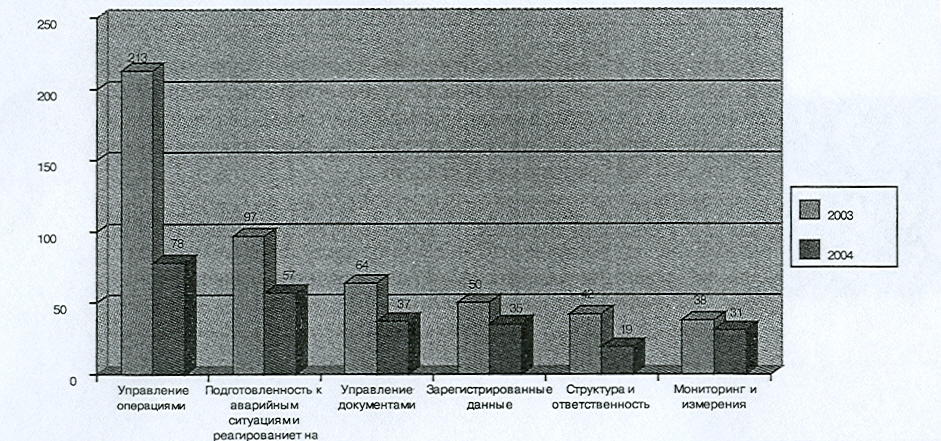 250
200
150
100
50
0
213
78
97
57
64
37
50
35
42
19
38
31
2003
2004
Управление
операциями
Подготовленность к
аварийным
ситуациям и
реагированиет на
Управление
документами
Зарегистрированные
данные
Структура и
ответственность
Мониторинг и
измерения